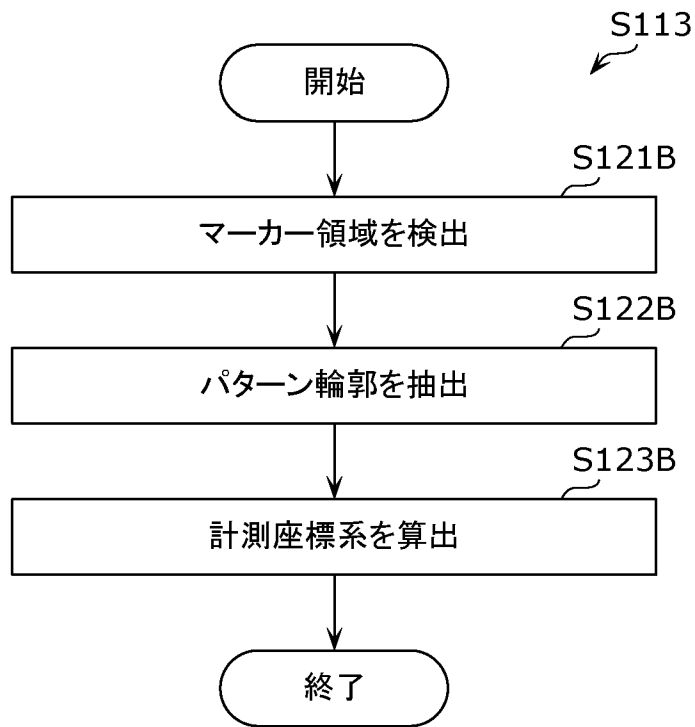 S113
開始
S121B
マーカー領域を検出
S122B
パターン輪郭を抽出
S123B
計測座標系を算出
終了